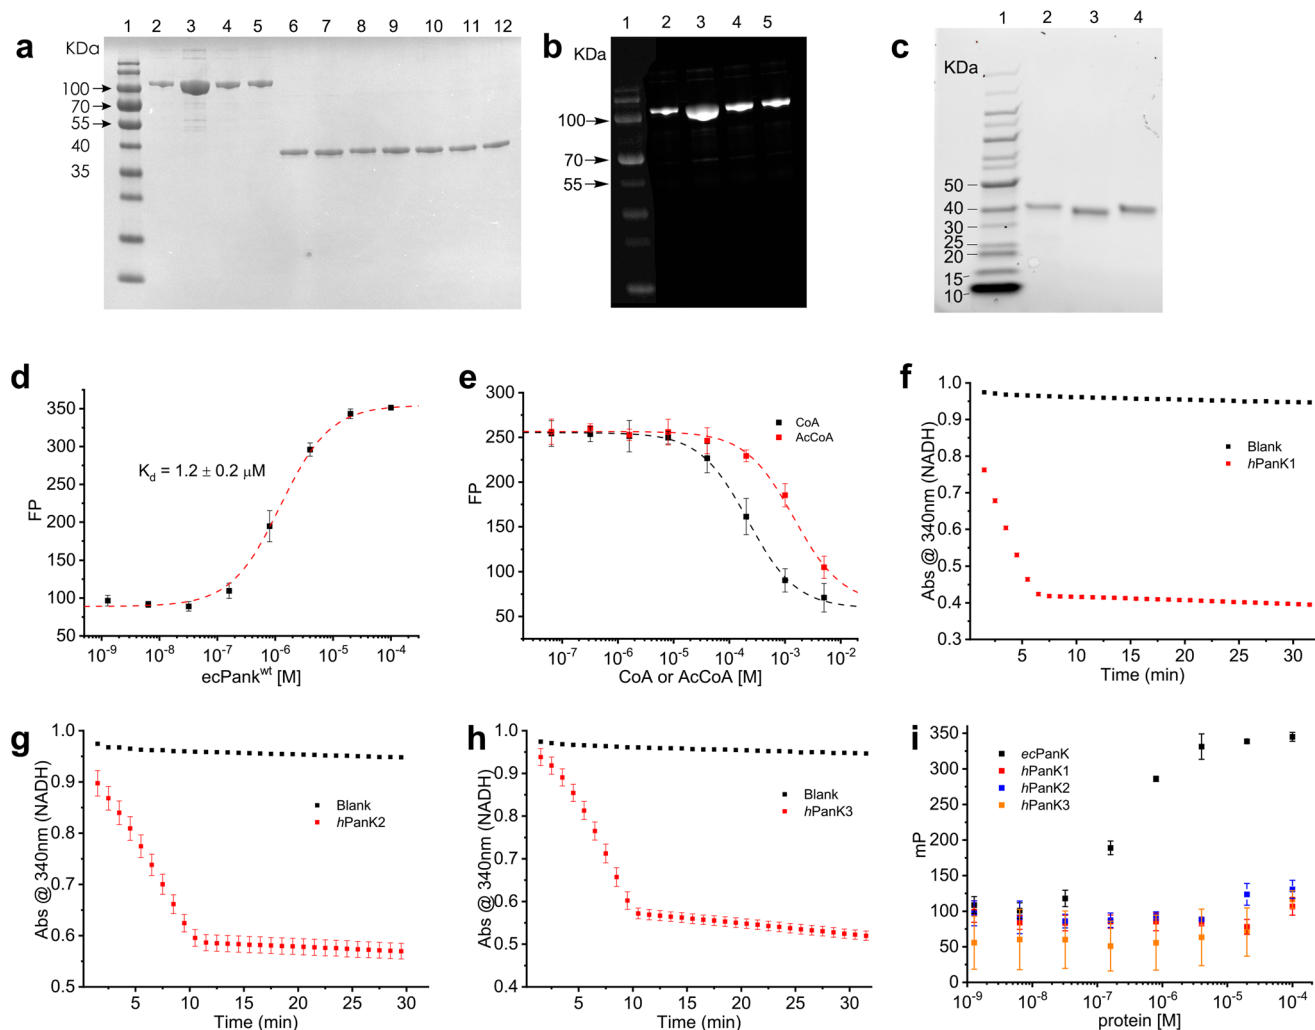 a
1 2 3 4 5 6 7 8 9 10 11 12
KDa
100
70
55
40
35
b
1 2 3 4 5
KDa
100
70
55
c
1 2 3 4
KDa
50
40
30
25
20
15
10
d
350
300
250
200
150
100
50
FP
K_d = 1.2 ± 0.2 μM
10⁻⁹ 10⁻⁸ 10⁻⁷ 10⁻⁶ 10⁻⁵ 10⁻⁴
ecPankʷᵗ [M]
e
300
250
200
150
100
50
FP
CoA
AcCoA
10⁻⁷ 10⁻⁶ 10⁻⁵ 10⁻⁴ 10⁻³ 10⁻²
CoA or AcCoA [M]
f
1.0
0.9
0.8
0.7
0.6
0.5
0.4
0.3
Abs @ 340nm (NADH)
Blank
hPanK1
5 10 15 20 25 30
Time (min)
g
1.0
0.9
0.8
0.7
0.6
0.5
Abs @ 340nm (NADH)
Blank
hPanK2
5 10 15 20 25 30
Time (min)
h
1.0
0.9
0.8
0.7
0.6
0.5
0.4
Abs @ 340nm (NADH)
Blank
hPanK3
5 10 15 20 25 30
Time (min)
i
350
300
250
200
150
100
50
0
mP
ecPanK
hPanK1
hPanK2
hPanK3
10⁻⁹ 10⁻⁸ 10⁻⁷ 10⁻⁶ 10⁻⁵ 10⁻⁴
protein [M]